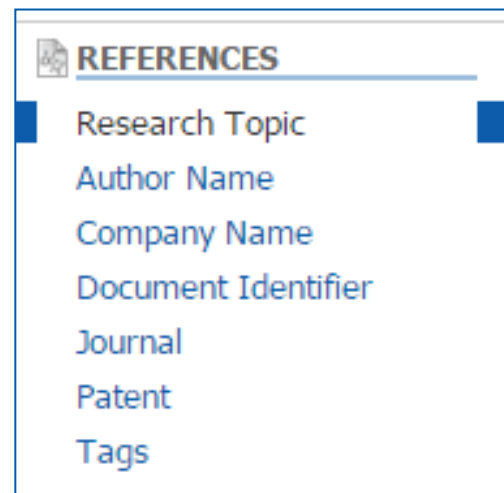 REFERENCES
Research Topic
Author Name
Company Name
Document Identifier
Journal
Patent
Tags